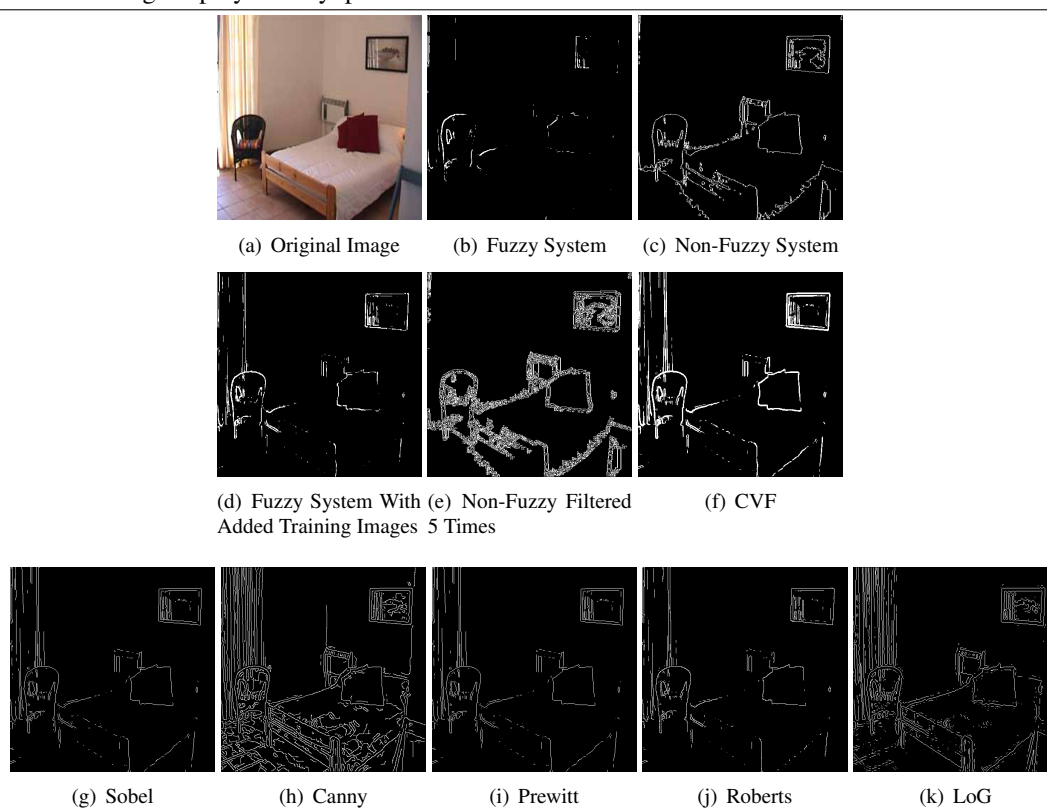 (a) Original Image (b) Fuzzy System (c) Non-Fuzzy System
(d) Fuzzy System With (e) Non-Fuzzy Filtered (f) CVF
Added Training Images 5 Times
(g) Sobel (h) Canny (i) Prewitt (j) Roberts (k) LoG